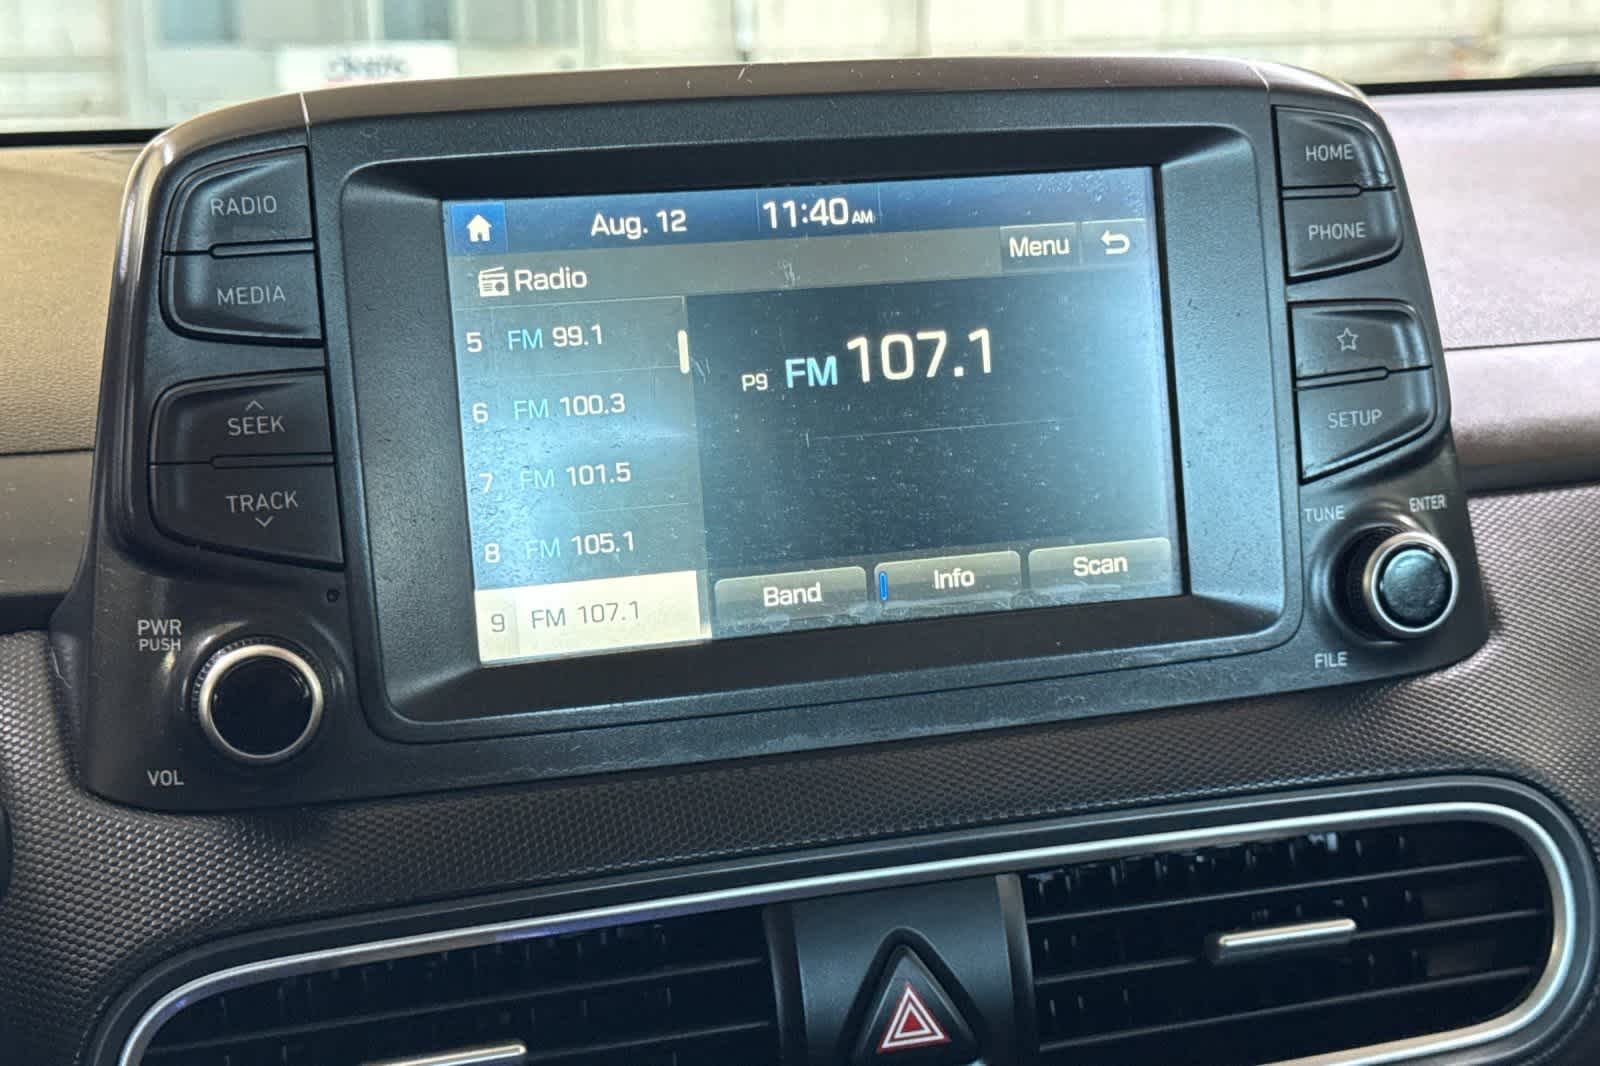 RADIO
MEDIA
SEEK
TRACK
PWR
PUSH
VOL
Aug. 12
11:40 AM
Radio
Menu
5 FM 99.1
6 FM 100.3
7 FM 101.5
8 FM 105.1
9 FM 107.1
P9 FM 107.1
Band
Info
Scan
HOME
PHONE
SETUP
TUNE
ENTER
FILE